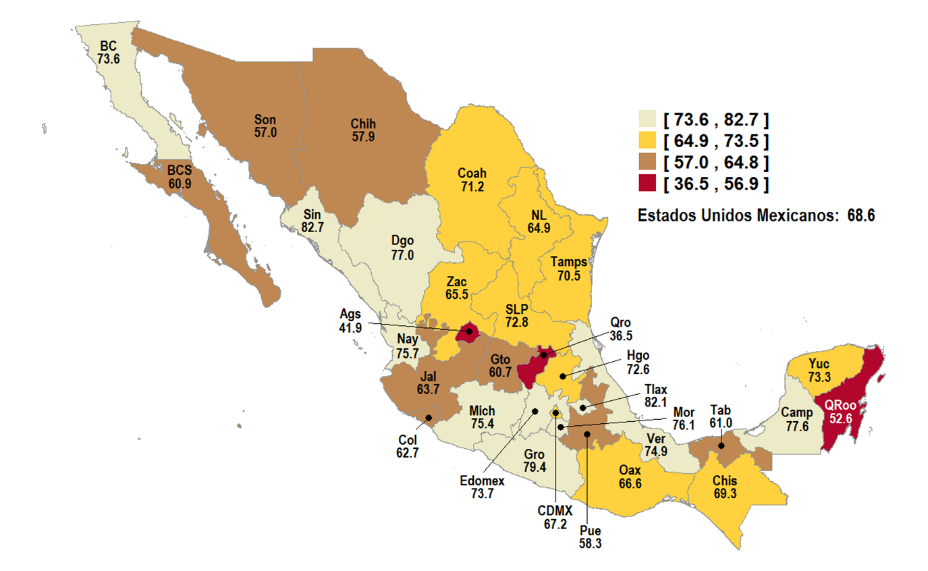 BC
73.6
Son
57.0
Chih
57.9
[ 73.6 , 82.7 ]
[ 64.9 , 73.5 ]
[ 57.0 , 64.8 ]
[ 36.5 , 56.9 ]
Estados Unidos Mexicanos: 68.6
BCS
60.9
Coah
71.2
Sin
82.7
NL
64.9
Dgo
77.0
Tamps
70.5
Zac
65.5
SLP
72.8
Ags
41.9
Qro
36.5
Nay
75.7
Gto
60.7
Hgo
72.6
Yuc
73.3
Jal
63.7
Tlax
82.1
QRoo
52.6
Mich
75.4
Mor
76.1
Tab
61.0
Camp
77.6
Col
62.7
Ver
74.9
Gro
79.4
Oax
66.6
Chis
69.3
Edomex
73.7
CDMX
67.2
Pue
58.3